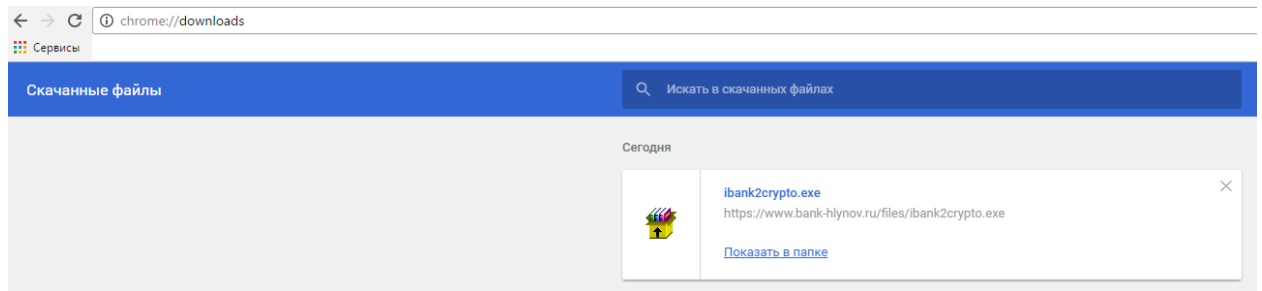 chrome://downloads
Сервисы
Скачанные файлы
Искать в скачанных файлах
Сегодня
ibank2crypto.exe
https://www.bank-hlynov.ru/files/ibank2crypto.exe
Показать в папке